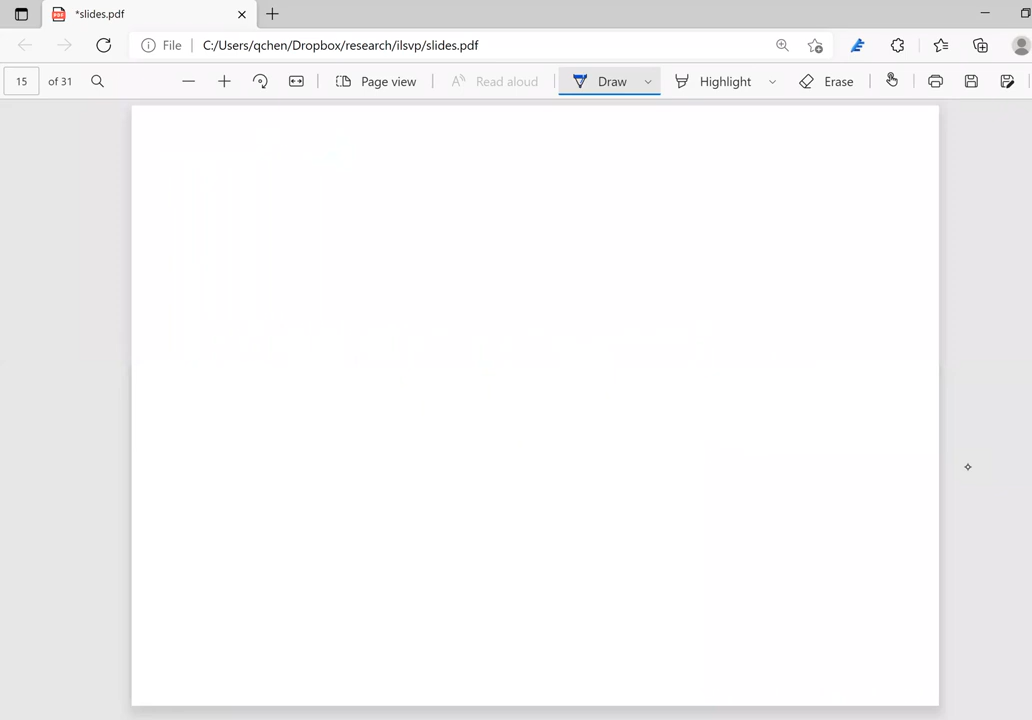 *slides.pdf
File
C:/Users/qchen/Dropbox/research/ilsvp/slides.pdf
15 of 31
Page view
Read aloud
Draw
Highlight
Erase